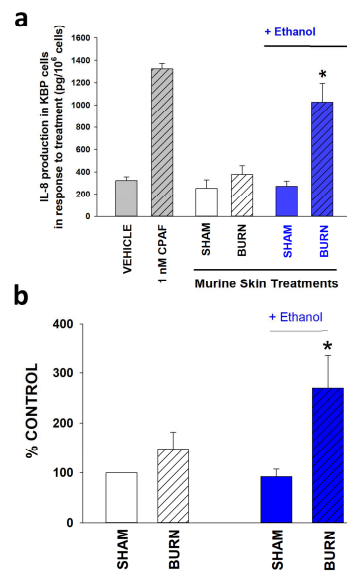 a
+ Ethanol
IL-8 production in KBP cells
in response to treatment (pg/10⁶ cells)
1600
1400
1200
1000
800
600
400
200
0
*
VEHICLE
1 nM CPAF
SHAM
BURN
SHAM
BURN
Murine Skin Treatments
b
+ Ethanol
% CONTROL
400
300
200
100
0
*
SHAM
BURN
SHAM
BURN